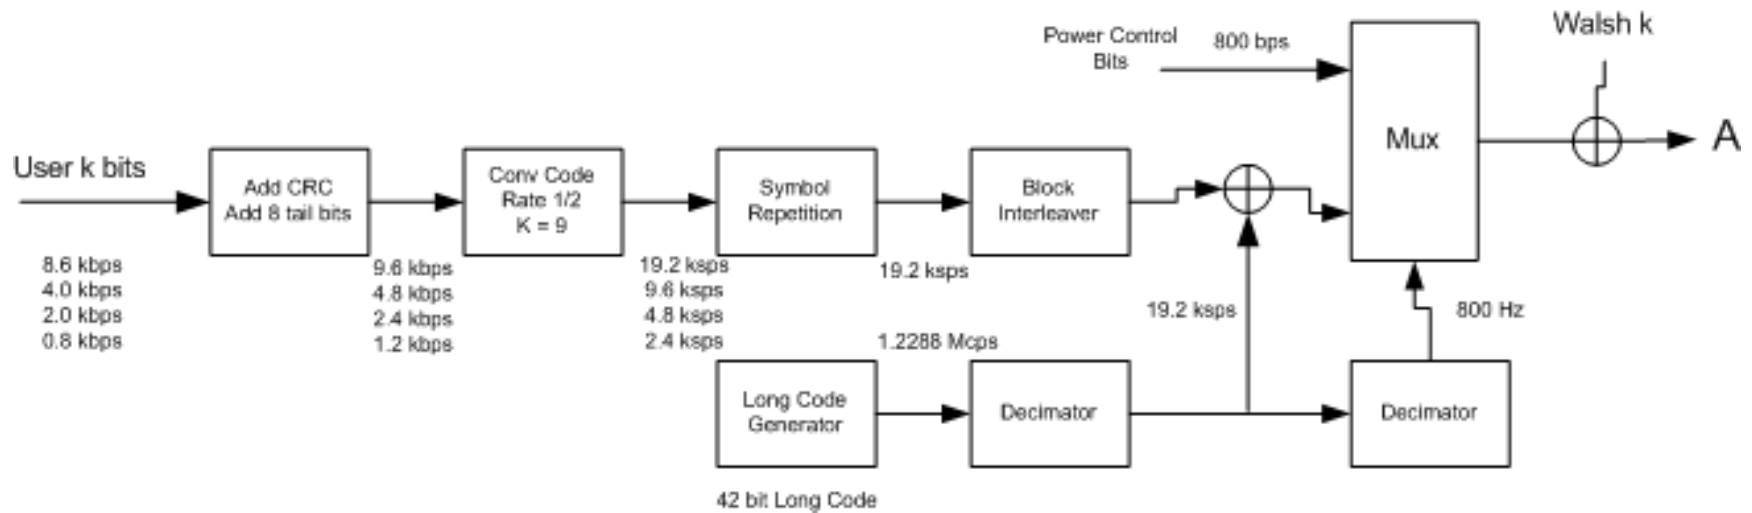 Walsh k
Power Control
Bits
800 bps
Mux
A
User k bits
Add CRC
Add 8 tail bits
Conv Code
Rate 1/2
K = 9
Symbol
Repetition
Block
Interleaver
8.6 kbps
4.0 kbps
2.0 kbps
0.8 kbps
9.6 kbps
4.8 kbps
2.4 kbps
1.2 kbps
19.2 ksps
9.6 ksps
4.8 ksps
2.4 ksps
19.2 ksps
19.2 ksps
800 Hz
1.2288 Mcps
Long Code
Generator
Decimator
Decimator
42 bit Long Code